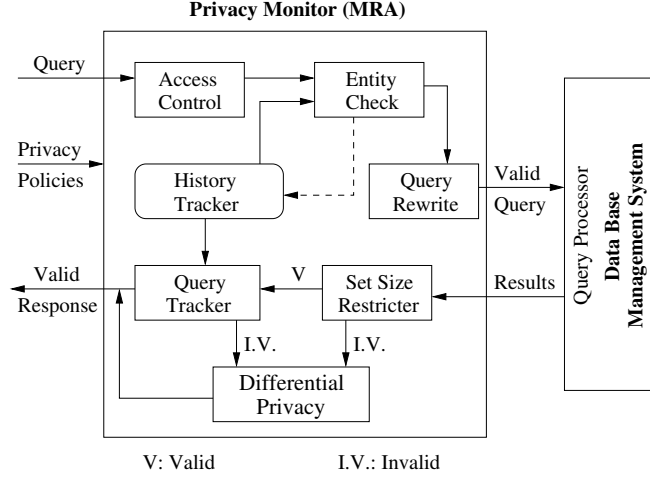 Privacy Monitor (MRA)
Query
Access
Control
Entity
Check
Privacy
Policies
History
Tracker
Query
Rewrite
Valid
Query
Query Processor
Data Base
Management System
Valid
Response
Query
Tracker
V
Set Size
Restricter
Results
I.V.
I.V.
Differential
Privacy
V: Valid
I.V.: Invalid